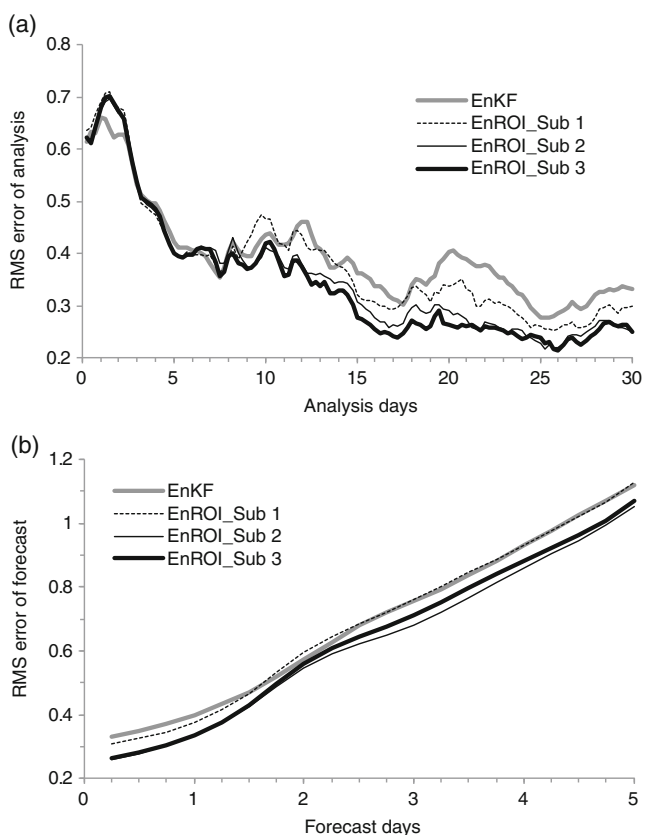 (a)
0.8
0.7
0.6
0.5
0.4
0.3
0.2
RMS error of analysis
EnKF
EnROI_Sub 1
EnROI_Sub 2
EnROI_Sub 3
0 5 10 15 20 25 30
Analysis days
(b)
1.2
1
0.8
0.6
0.4
0.2
RMS error of forecast
EnKF
EnROI_Sub 1
EnROI_Sub 2
EnROI_Sub 3
0 1 2 3 4 5
Forecast days